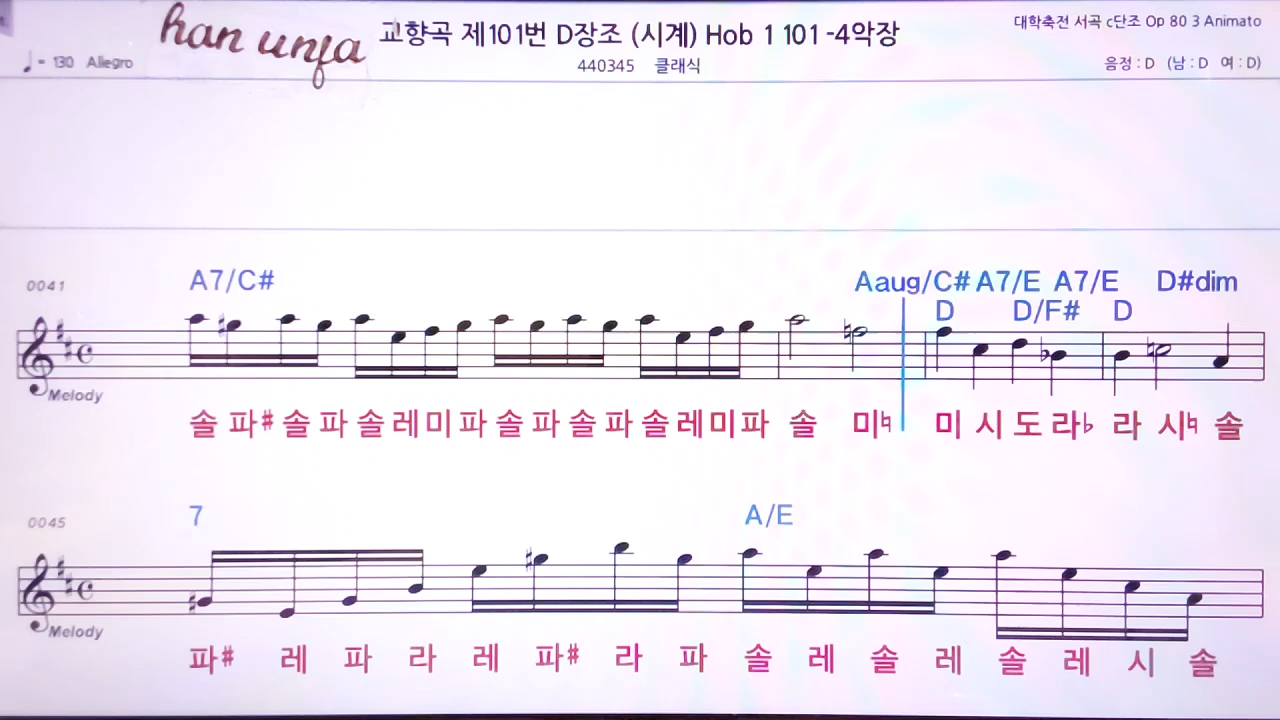 han unja 교향곡 제101번 D장조 (시계) Hob 1 101 -4악장
대학축전 서곡 c단조 Op 80 3 Animato
♩= 130 Allegro
440345 클래식
음정 : D (남 : D 여 : D)
0041
A7/C# Aaug/C# A7/E A7/E D#dim
D D/F# D
Melody
솔 파# 솔 파 솔 레 미 파 솔 파 솔 파 솔 레 미 파 솔 미♮ 미 시 도 라♭ 라 시♮ 솔
0045
7 A/E
Melody
파# 레 파 라 레 파# 라 파 솔 레 솔 레 솔 레 시 솔